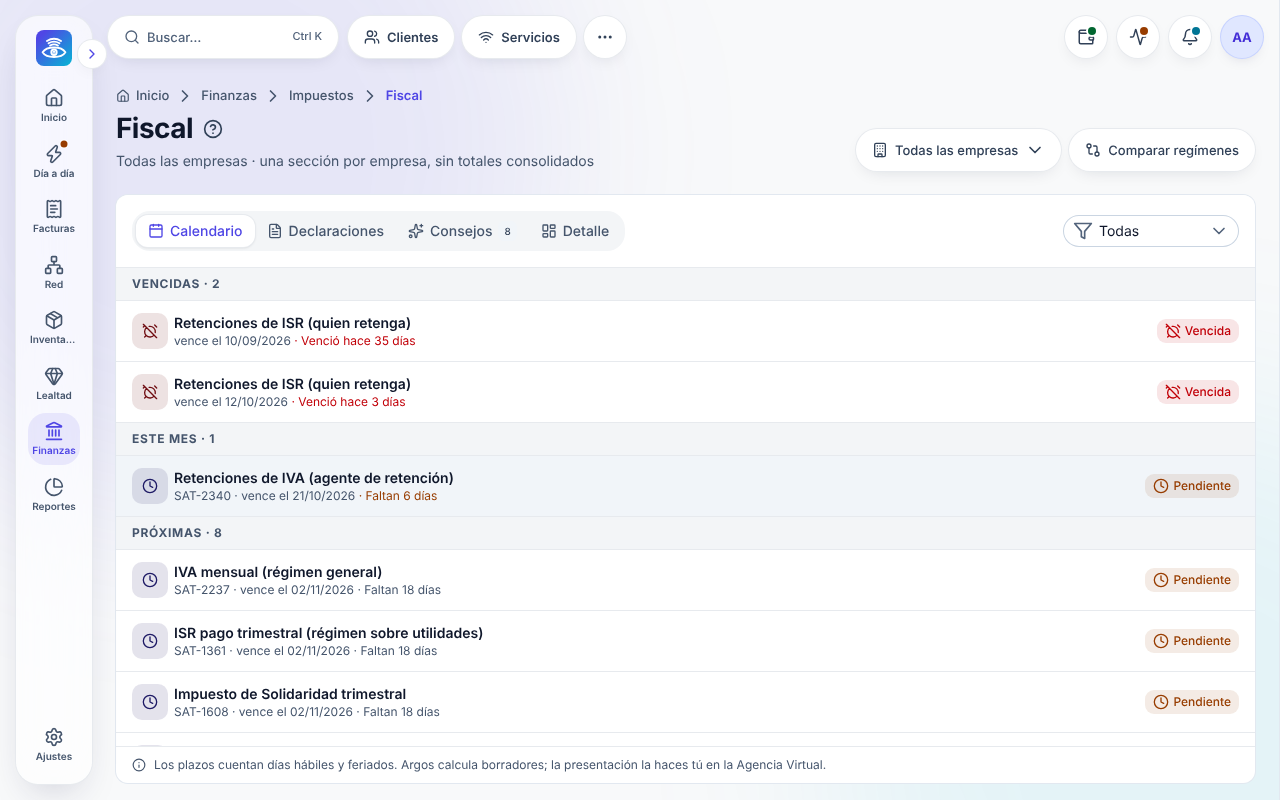 Buscar...
Ctrl K
Clientes
Servicios
AA
Inicio
Día a día
Facturas
Red
Inventa...
Lealtad
Finanzas
Reportes
Ajustes
Inicio > Finanzas > Impuestos > Fiscal
Fiscal
Todas las empresas · una sección por empresa, sin totales consolidados
Todas las empresas
Comparar regímenes
Calendario
Declaraciones
Consejos 8
Detalle
Todas
VENCIDAS · 2
Retenciones de ISR (quien retenga)
vence el 10/09/2026 · Venció hace 35 días
Vencida
Retenciones de ISR (quien retenga)
vence el 12/10/2026 · Venció hace 3 días
Vencida
ESTE MES · 1
Retenciones de IVA (agente de retención)
SAT-2340 · vence el 21/10/2026 · Faltan 6 días
Pendiente
PRÓXIMAS · 8
IVA mensual (régimen general)
SAT-2237 · vence el 02/11/2026 · Faltan 18 días
Pendiente
ISR pago trimestral (régimen sobre utilidades)
SAT-1361 · vence el 02/11/2026 · Faltan 18 días
Pendiente
Impuesto de Solidaridad trimestral
SAT-1608 · vence el 02/11/2026 · Faltan 18 días
Pendiente
Los plazos cuentan días hábiles y feriados. Argos calcula borradores; la presentación la haces tú en la Agencia Virtual.